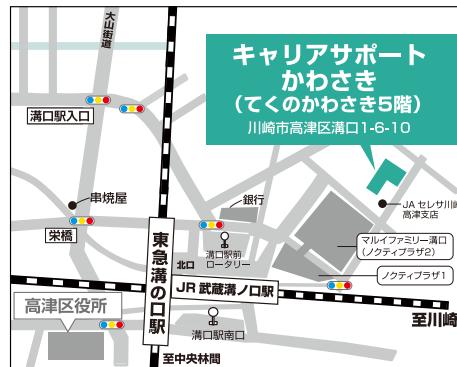 大山街道
キャリアサポート
かわさき
（てくのかわさき5階）
川崎市高津区溝口1-6-10
溝口駅入口
串焼屋
銀行
JA セレサ川崎
高津支店
栄橋
東急溝の口駅
北口
溝口駅前
ロータリー
マルイファミリー溝口
（ノクティプラザ2）
ノクティプラザ1
JR 武蔵溝ノ口駅
至川崎
高津区役所
溝口駅南口
至中央林間